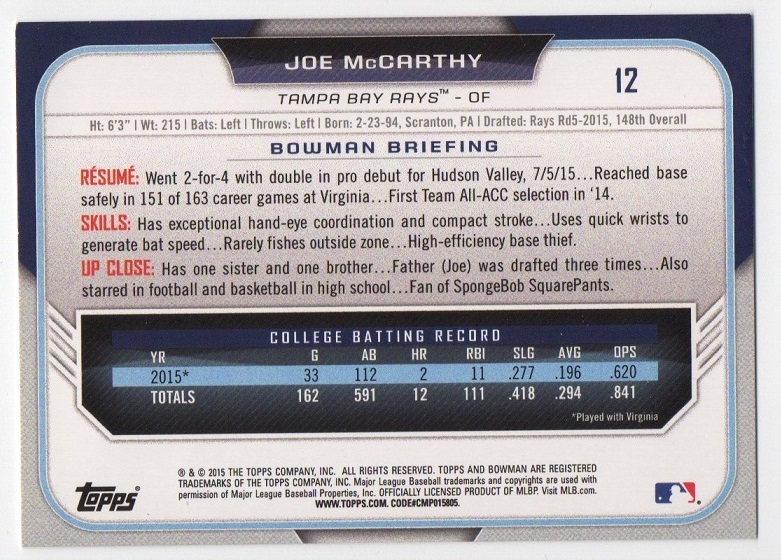 JOE McCARTHY
12
TAMPA BAY RAYS™ - OF
Ht: 6'3" | Wt: 215 | Bats: Left | Throws: Left | Born: 2-23-94, Scranton, PA | Drafted: Rays Rd5-2015, 148th Overall
BOWMAN BRIEFING
RÉSUMÉ: Went 2-for-4 with double in pro debut for Hudson Valley, 7/5/15...Reached base
safely in 151 of 163 career games at Virginia...First Team All-ACC selection in '14.
SKILLS: Has exceptional hand-eye coordination and compact stroke...Uses quick wrists to
generate bat speed...Rarely fishes outside zone...High-efficiency base thief.
UP CLOSE: Has one sister and one brother...Father (Joe) was drafted three times...Also
starred in football and basketball in high school...Fan of SpongeBob SquarePants.
COLLEGE BATTING RECORD
YR G AB HR RBI SLG AVG OPS
2015* 33 112 2 11 .277 .196 .620
TOTALS 162 591 12 111 .418 .294 .841
*Played with Virginia
Topps
® & © 2015 THE TOPPS COMPANY, INC. ALL RIGHTS RESERVED. TOPPS AND BOWMAN ARE REGISTERED
TRADEMARKS OF THE TOPPS COMPANY, INC. Major League Baseball trademarks and copyrights are used with
permission of Major League Baseball Properties, Inc. OFFICIALLY LICENSED PRODUCT OF MLBP. Visit MLB.com.
WWW.TOPPS.COM. CODE#CMP015805.